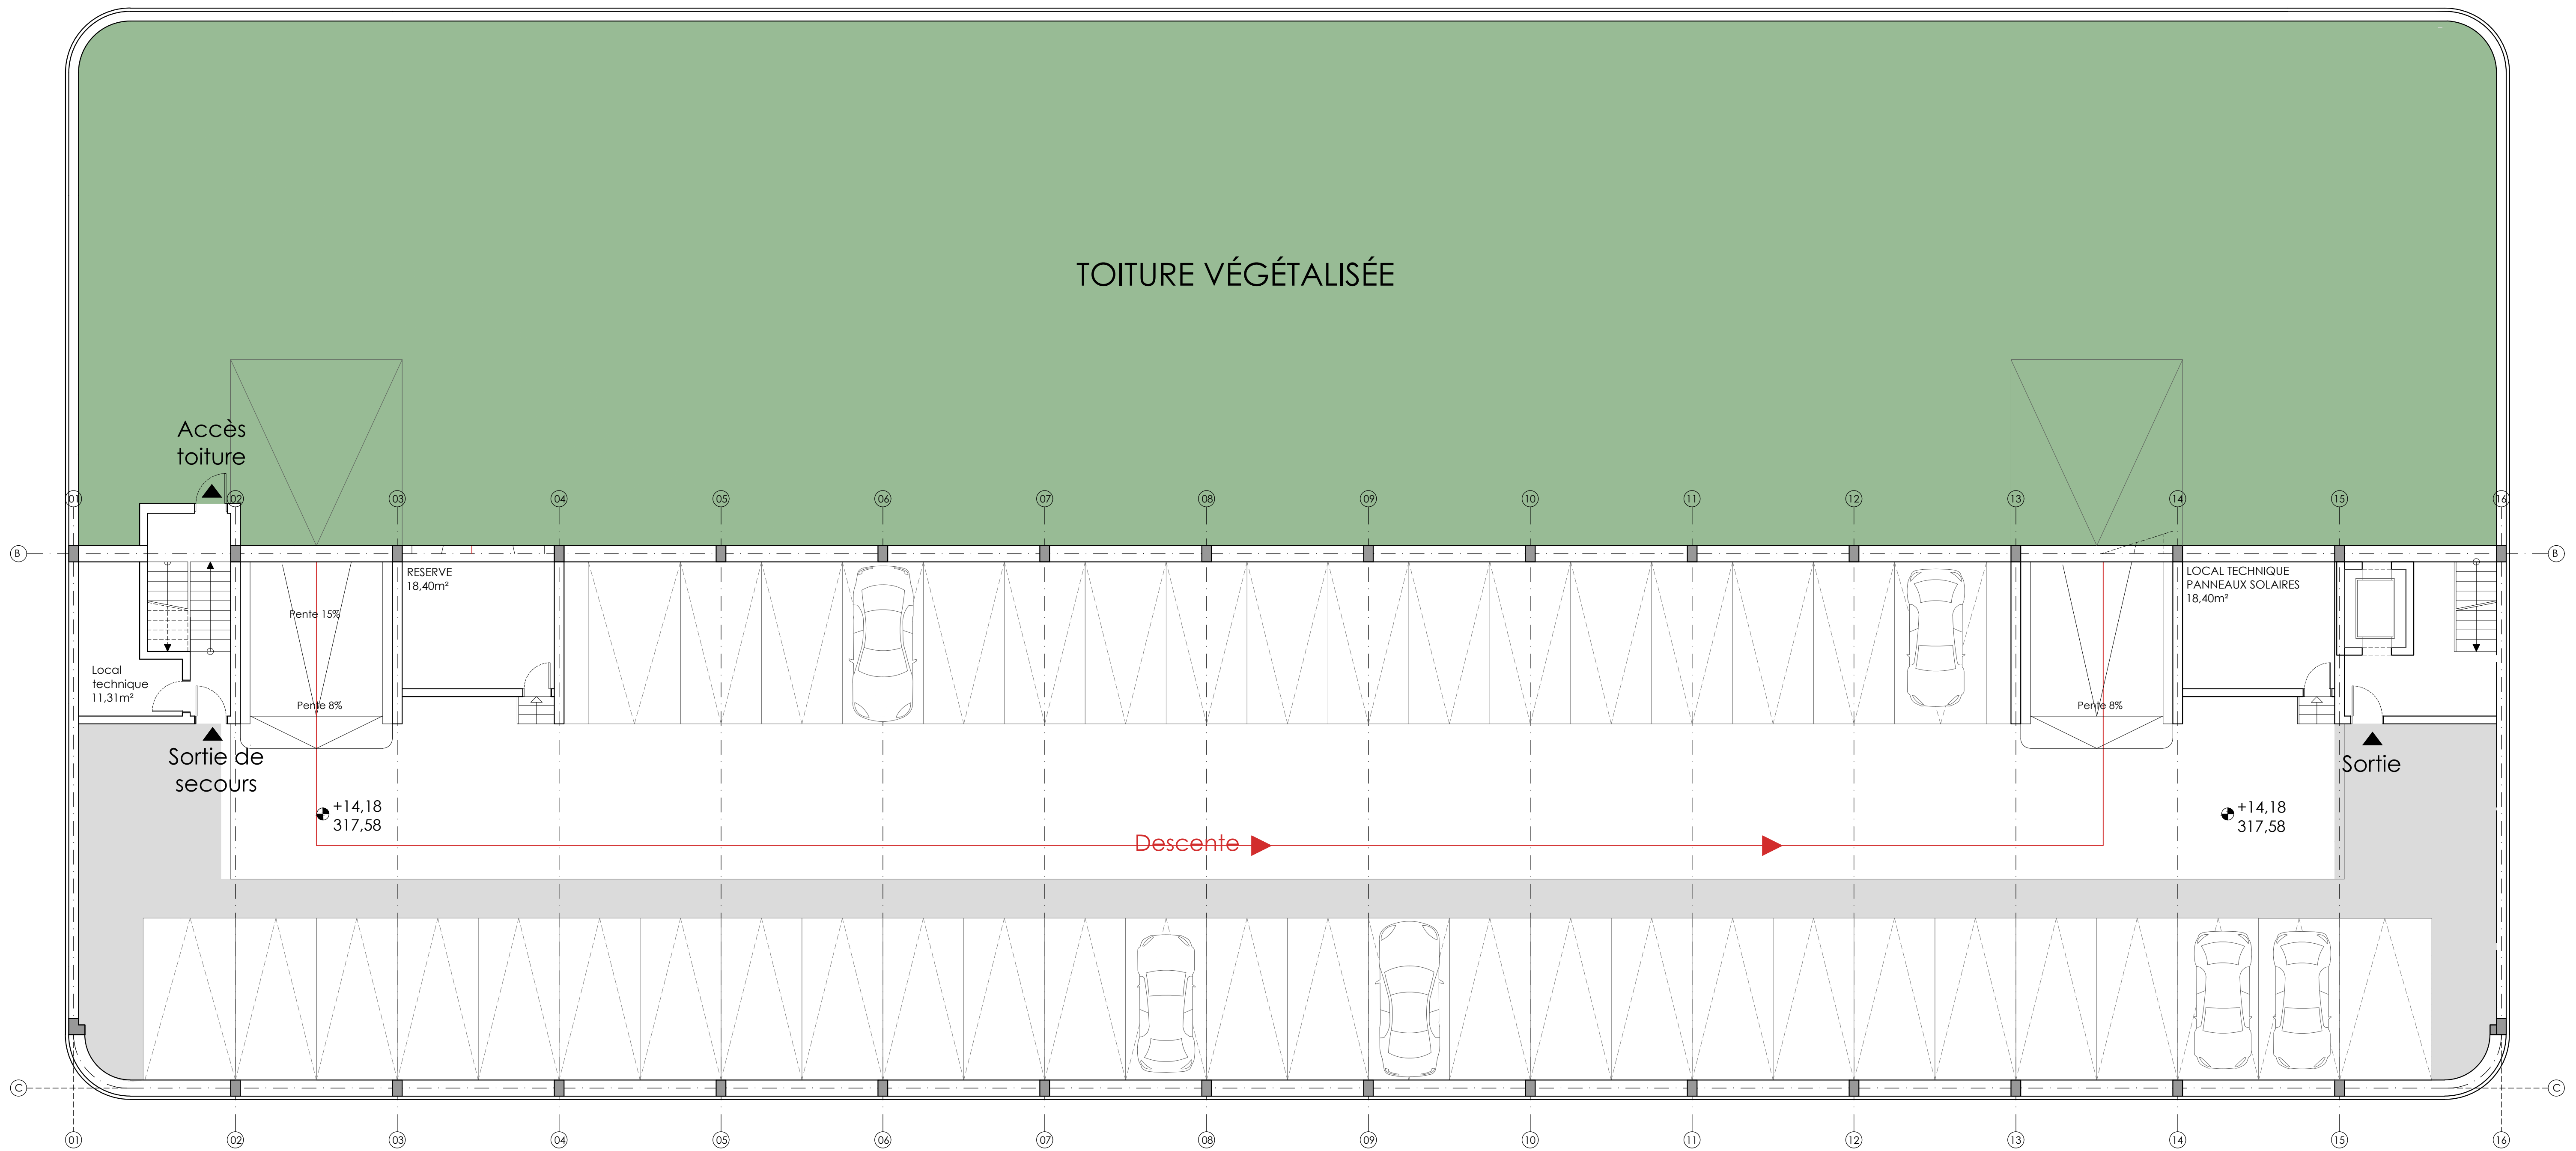 TOITURE VÉGÉTALISÉE
Accès
toiture
01 02 03 04 05 06 07 08 09 10 11 12 13 14 15 16
B B
RESERVE
18,40m²
LOCAL TECHNIQUE
PANNEAUX SOLAIRES
18,40m²
Pente 15%
Local
technique
11,31m²
Pente 8%
Pente 8%
Sortie de
secours
Sortie
+14,18
317,58
+14,18
317,58
Descente
C C
01 02 03 04 05 06 07 08 09 10 11 12 13 14 15 16